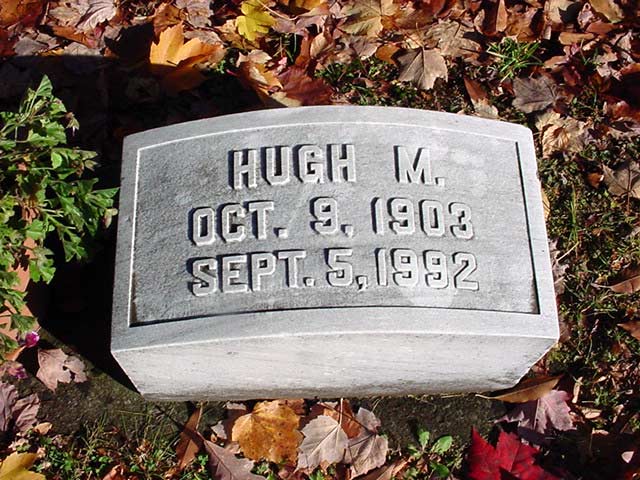 HUGH M.
OCT. 9, 1903
SEPT. 5, 1992